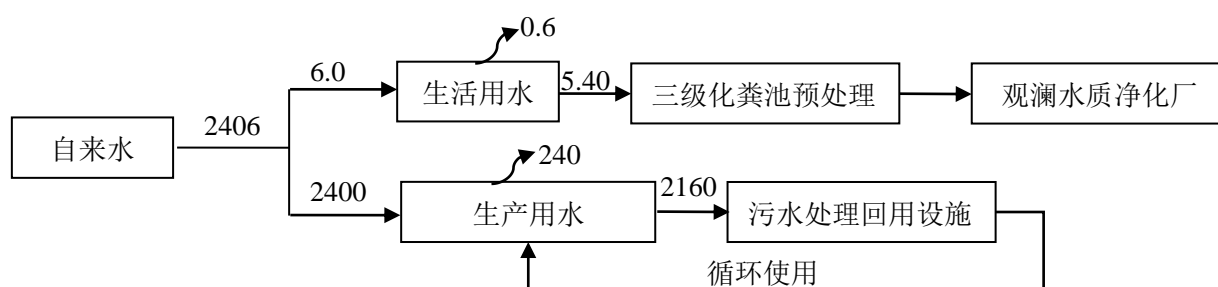 0.6
6.0
生活用水
5.40
三级化粪池预处理
观澜水质净化厂
自来水
2406
240
2400
生产用水
2160
污水处理回用设施
循环使用